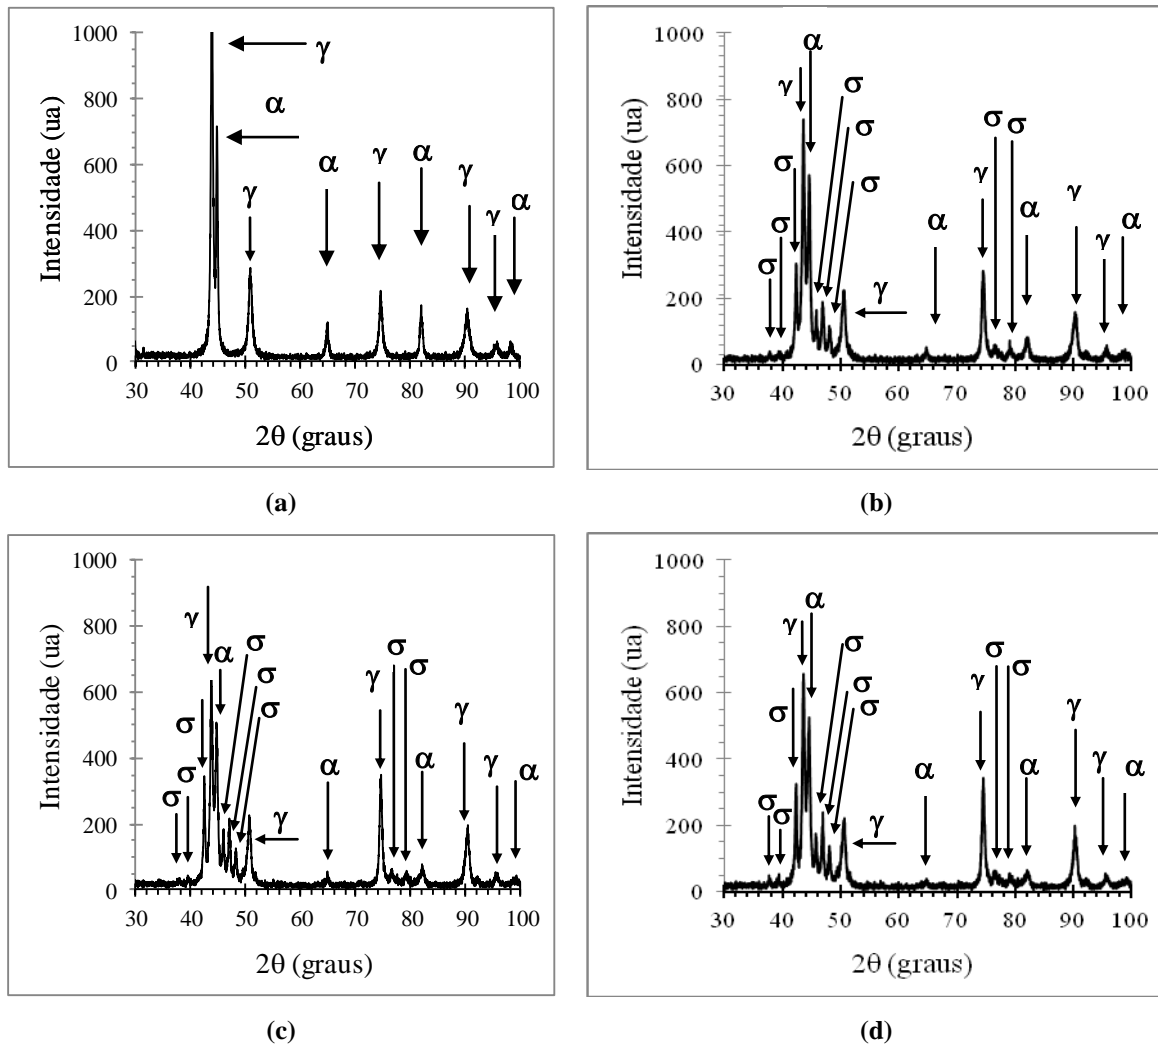 1000
800
600
400
200
0
Intensidade (ua)
γ
α
γ
α
γ
α
γ
γ
α
30 40 50 60 70 80 90 100
2θ (graus)
(a)
1000
800
600
400
200
0
Intensidade (ua)
σ
σ
σ
γ
α
σ
σ
σ
γ
α
γ
σ
σ
α
γ
γ
α
30 40 50 60 70 80 90 100
2θ (graus)
(b)
1000
800
600
400
200
0
Intensidade (ua)
σ
σ
σ
γ
α
σ
σ
σ
γ
α
γ
σ
σ
α
γ
γ
α
30 40 50 60 70 80 90 100
2θ (graus)
(c)
1000
800
600
400
200
0
Intensidade (ua)
σ
σ
σ
γ
α
σ
σ
σ
γ
α
γ
σ
σ
α
γ
γ
α
30 40 50 60 70 80 90 100
2θ (graus)
(d)